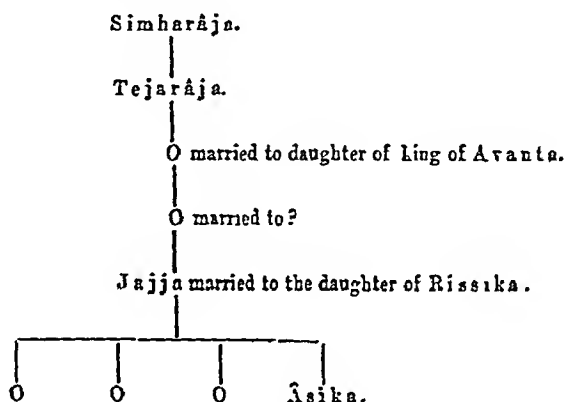 Simharâja.
Tejarâja.
O married to daughter of King of Avanta.
O married to?
Jajja married to the daughter of Rissika.
O O O Âsika.